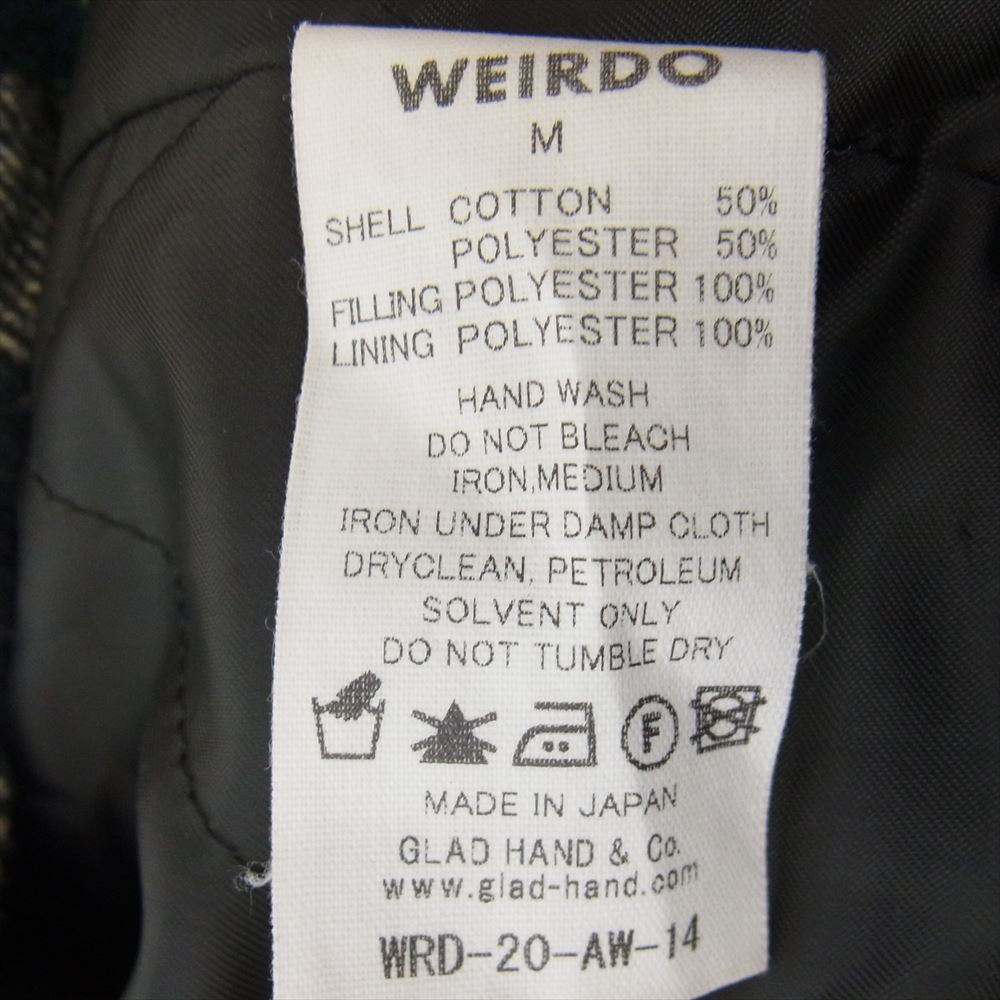 WEIRDO
M
SHELL COTTON 50%
POLYESTER 50%
FILLING POLYESTER 100%
LINING POLYESTER 100%
HAND WASH
DO NOT BLEACH
IRON,MEDIUM
IRON UNDER DAMP CLOTH
DRYCLEAN, PETROLEUM
SOLVENT ONLY
DO NOT TUMBLE DRY
F
MADE IN JAPAN
GLAD HAND & Co.
www.glad-hand.com
WRD-20-AW-14